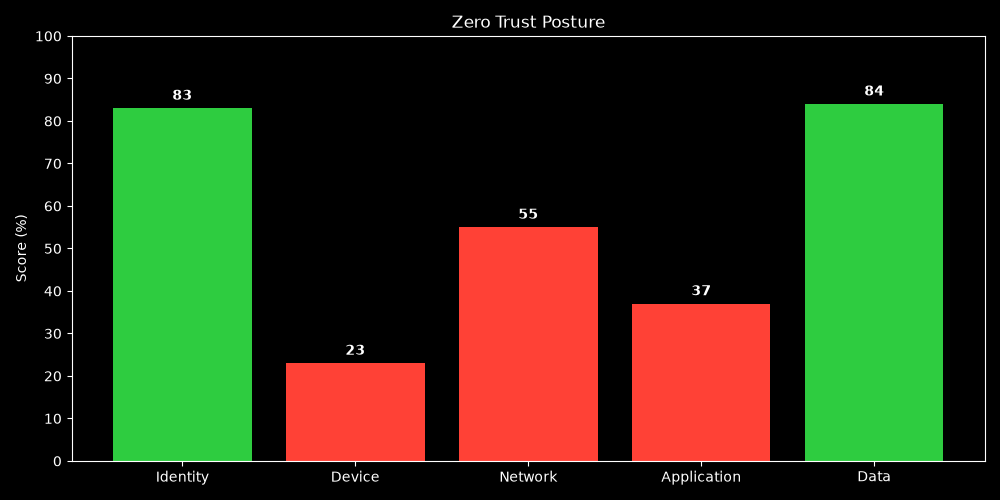 Zero Trust Posture
Score (%)
100
90
80
70
60
50
40
30
20
10
0
83
23
55
37
84
Identity
Device
Network
Application
Data